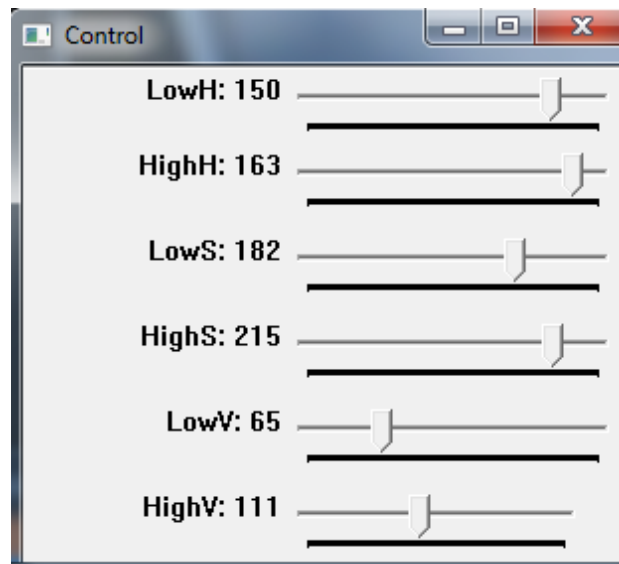 Control
LowH: 150
HighH: 163
LowS: 182
HighS: 215
LowV: 65
HighV: 111